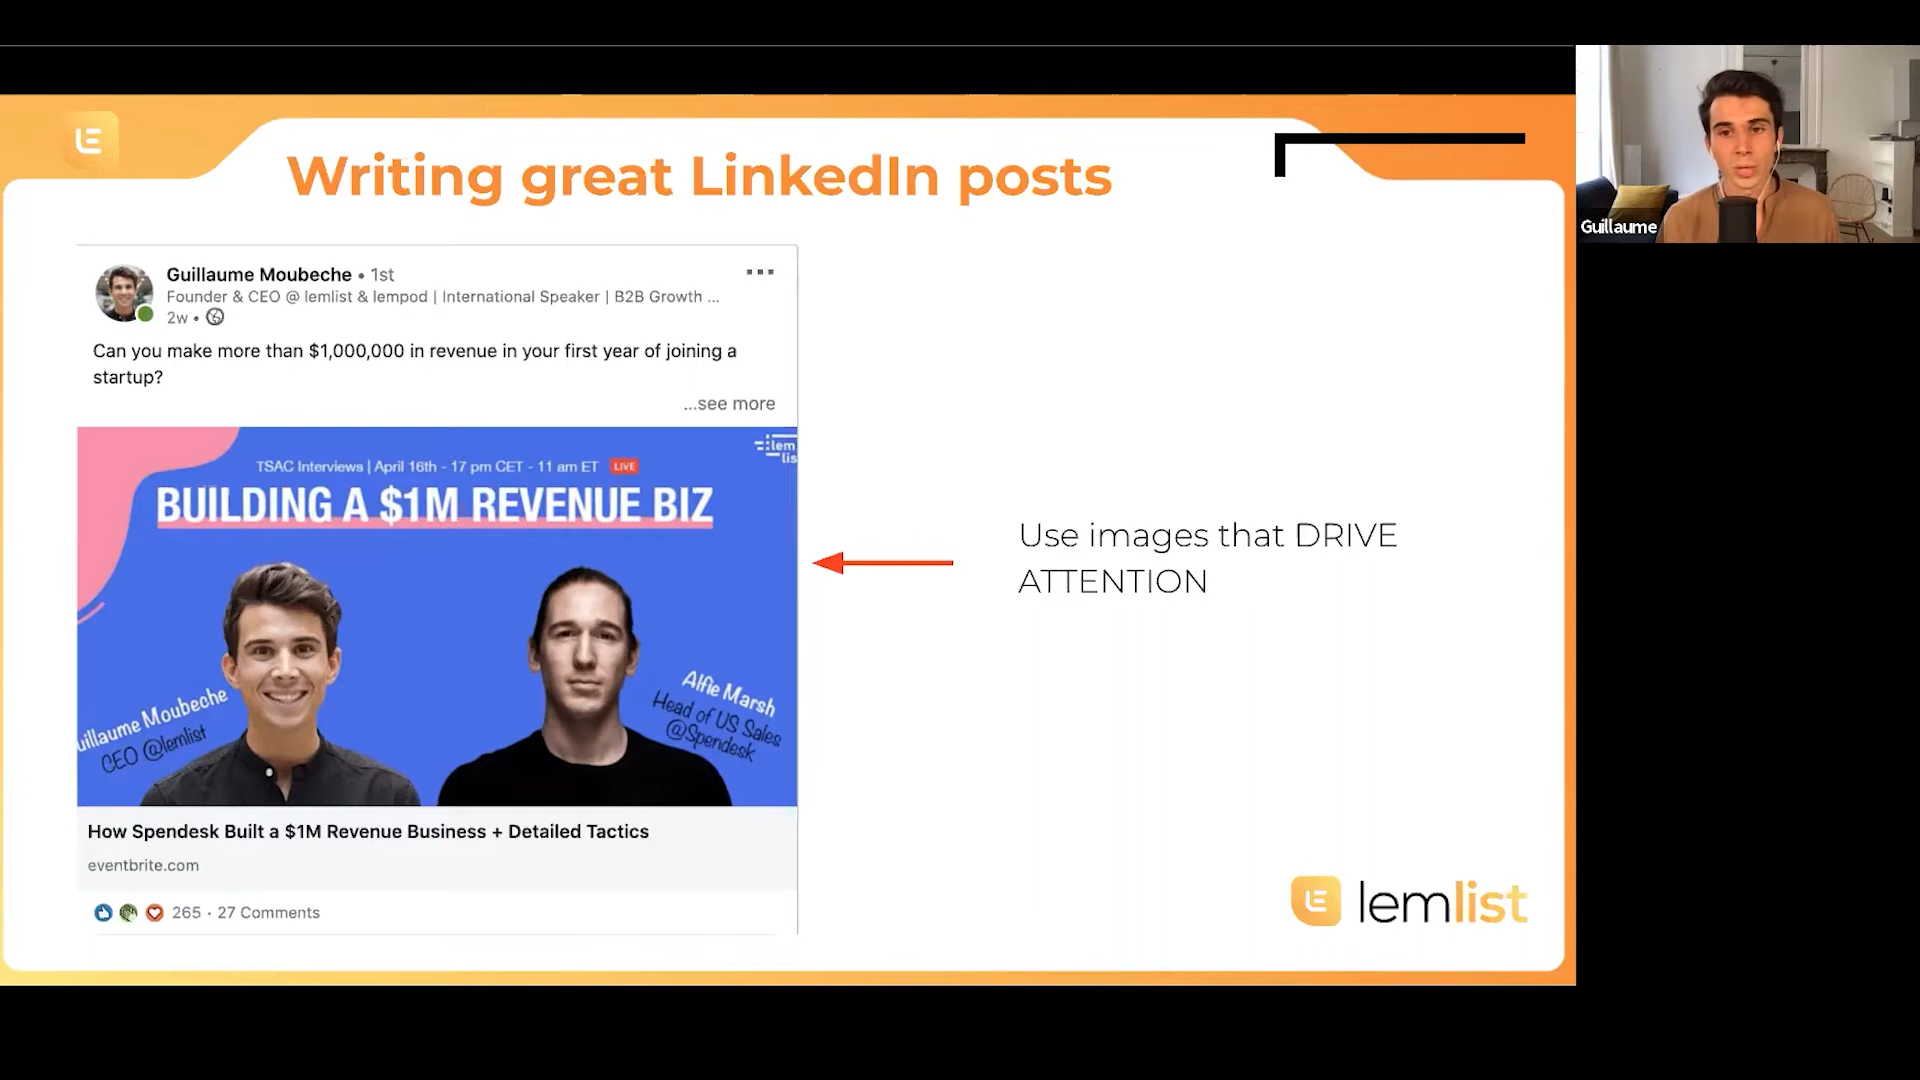 Writing great LinkedIn posts
Guillaume
Guillaume Moubeche • 1st
Founder & CEO @ lemlist & lempod | International Speaker | B2B Growth ...
2w •
Can you make more than $1,000,000 in revenue in your first year of joining a
startup?
...see more
lem
lis
TSAC Interviews | April 16th - 17 pm CET - 11 am ET LIVE
BUILDING A $1M REVENUE BIZ
uillaume Moubeche
CEO @lemlist
Alfie Marsh
Head of US Sales
@Spendesk
How Spendesk Built a $1M Revenue Business + Detailed Tactics
eventbrite.com
265 · 27 Comments
Use images that DRIVE
ATTENTION
lemlist